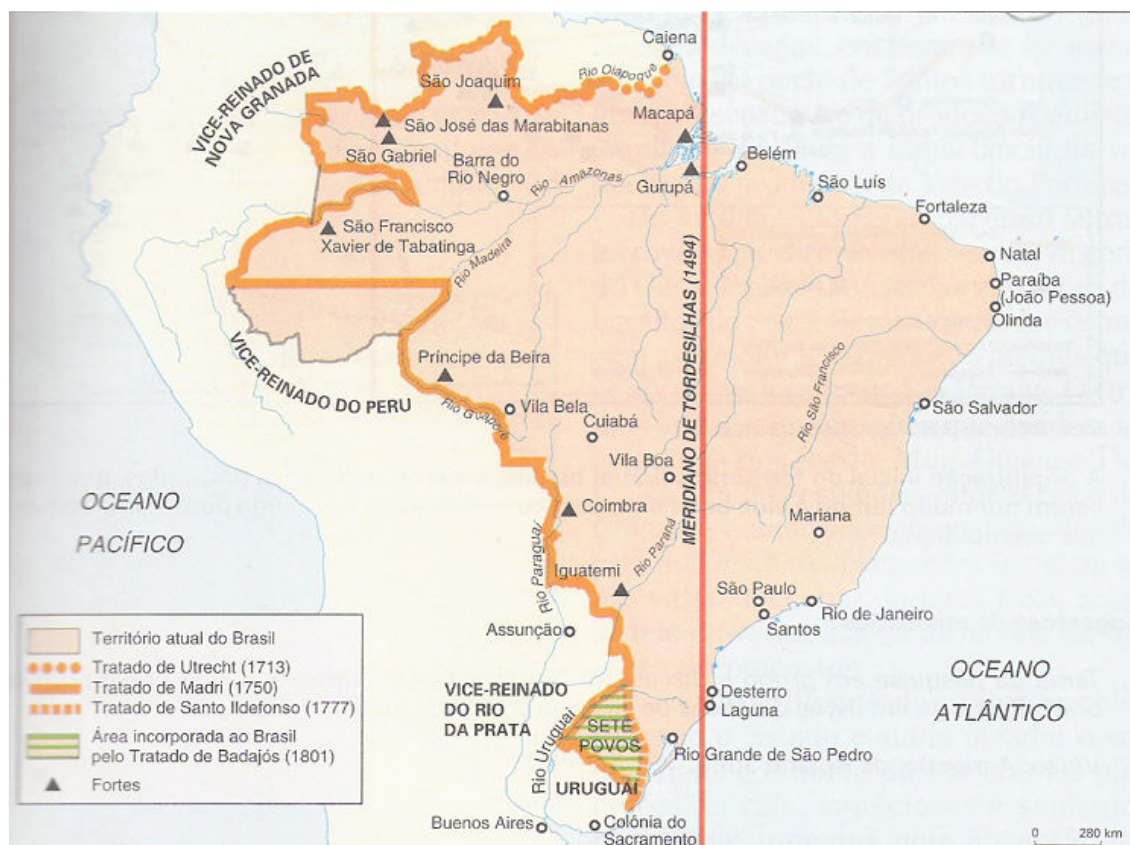 Caiena
Rio Oiapoque
VICE-REINADO DE
NOVA GRANADA
São Joaquim
Macapá
São José das Marabitanas
São Gabriel
Barra do
Rio Negro
Rio Amazonas
Gurupá
Belém
São Luís
Fortaleza
São Francisco
Xavier de Tabatinga
Rio Madeira
Natal
Paraíba
(João Pessoa)
Olinda
MERIDIANO DE TORDESILHAS (1494)
VICE-REINADO DO PERU
Príncipe da Beira
Rio Guaporé
Vila Bela
Cuiabá
Vila Boa
Rio São Francisco
São Salvador
OCEANO
PACÍFICO
Coimbra
Mariana
Rio Paraguai
Rio Paraná
Iguatemi
São Paulo
Santos
Rio de Janeiro
Assunção
OCEANO
ATLÂNTICO
VICE-REINADO
DO RIO
DA PRATA
Desterro
Laguna
SETE
POVOS
Rio Uruguai
Rio Grande de São Pedro
URUGUAI
Buenos Aires
Colônia do
Sacramento
Território atual do Brasil
Tratado de Utrecht (1713)
Tratado de Madri (1750)
Tratado de Santo Ildefonso (1777)
Área incorporada ao Brasil
pelo Tratado de Badajós (1801)
Fortes
0 280 km